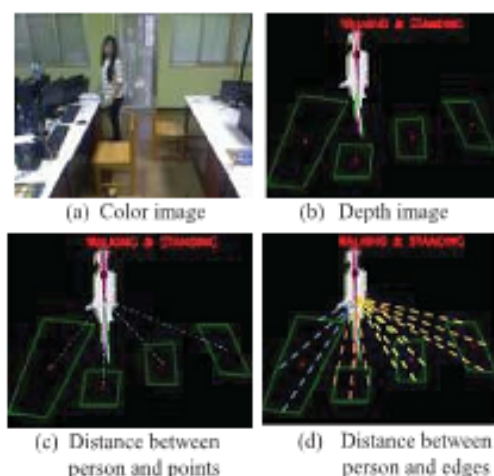 WALKING & STANDING
(a) Color image
(b) Depth image
WALKING & STANDING
WALKING & STANDING
(c) Distance between
person and points
(d) Distance between
person and edges